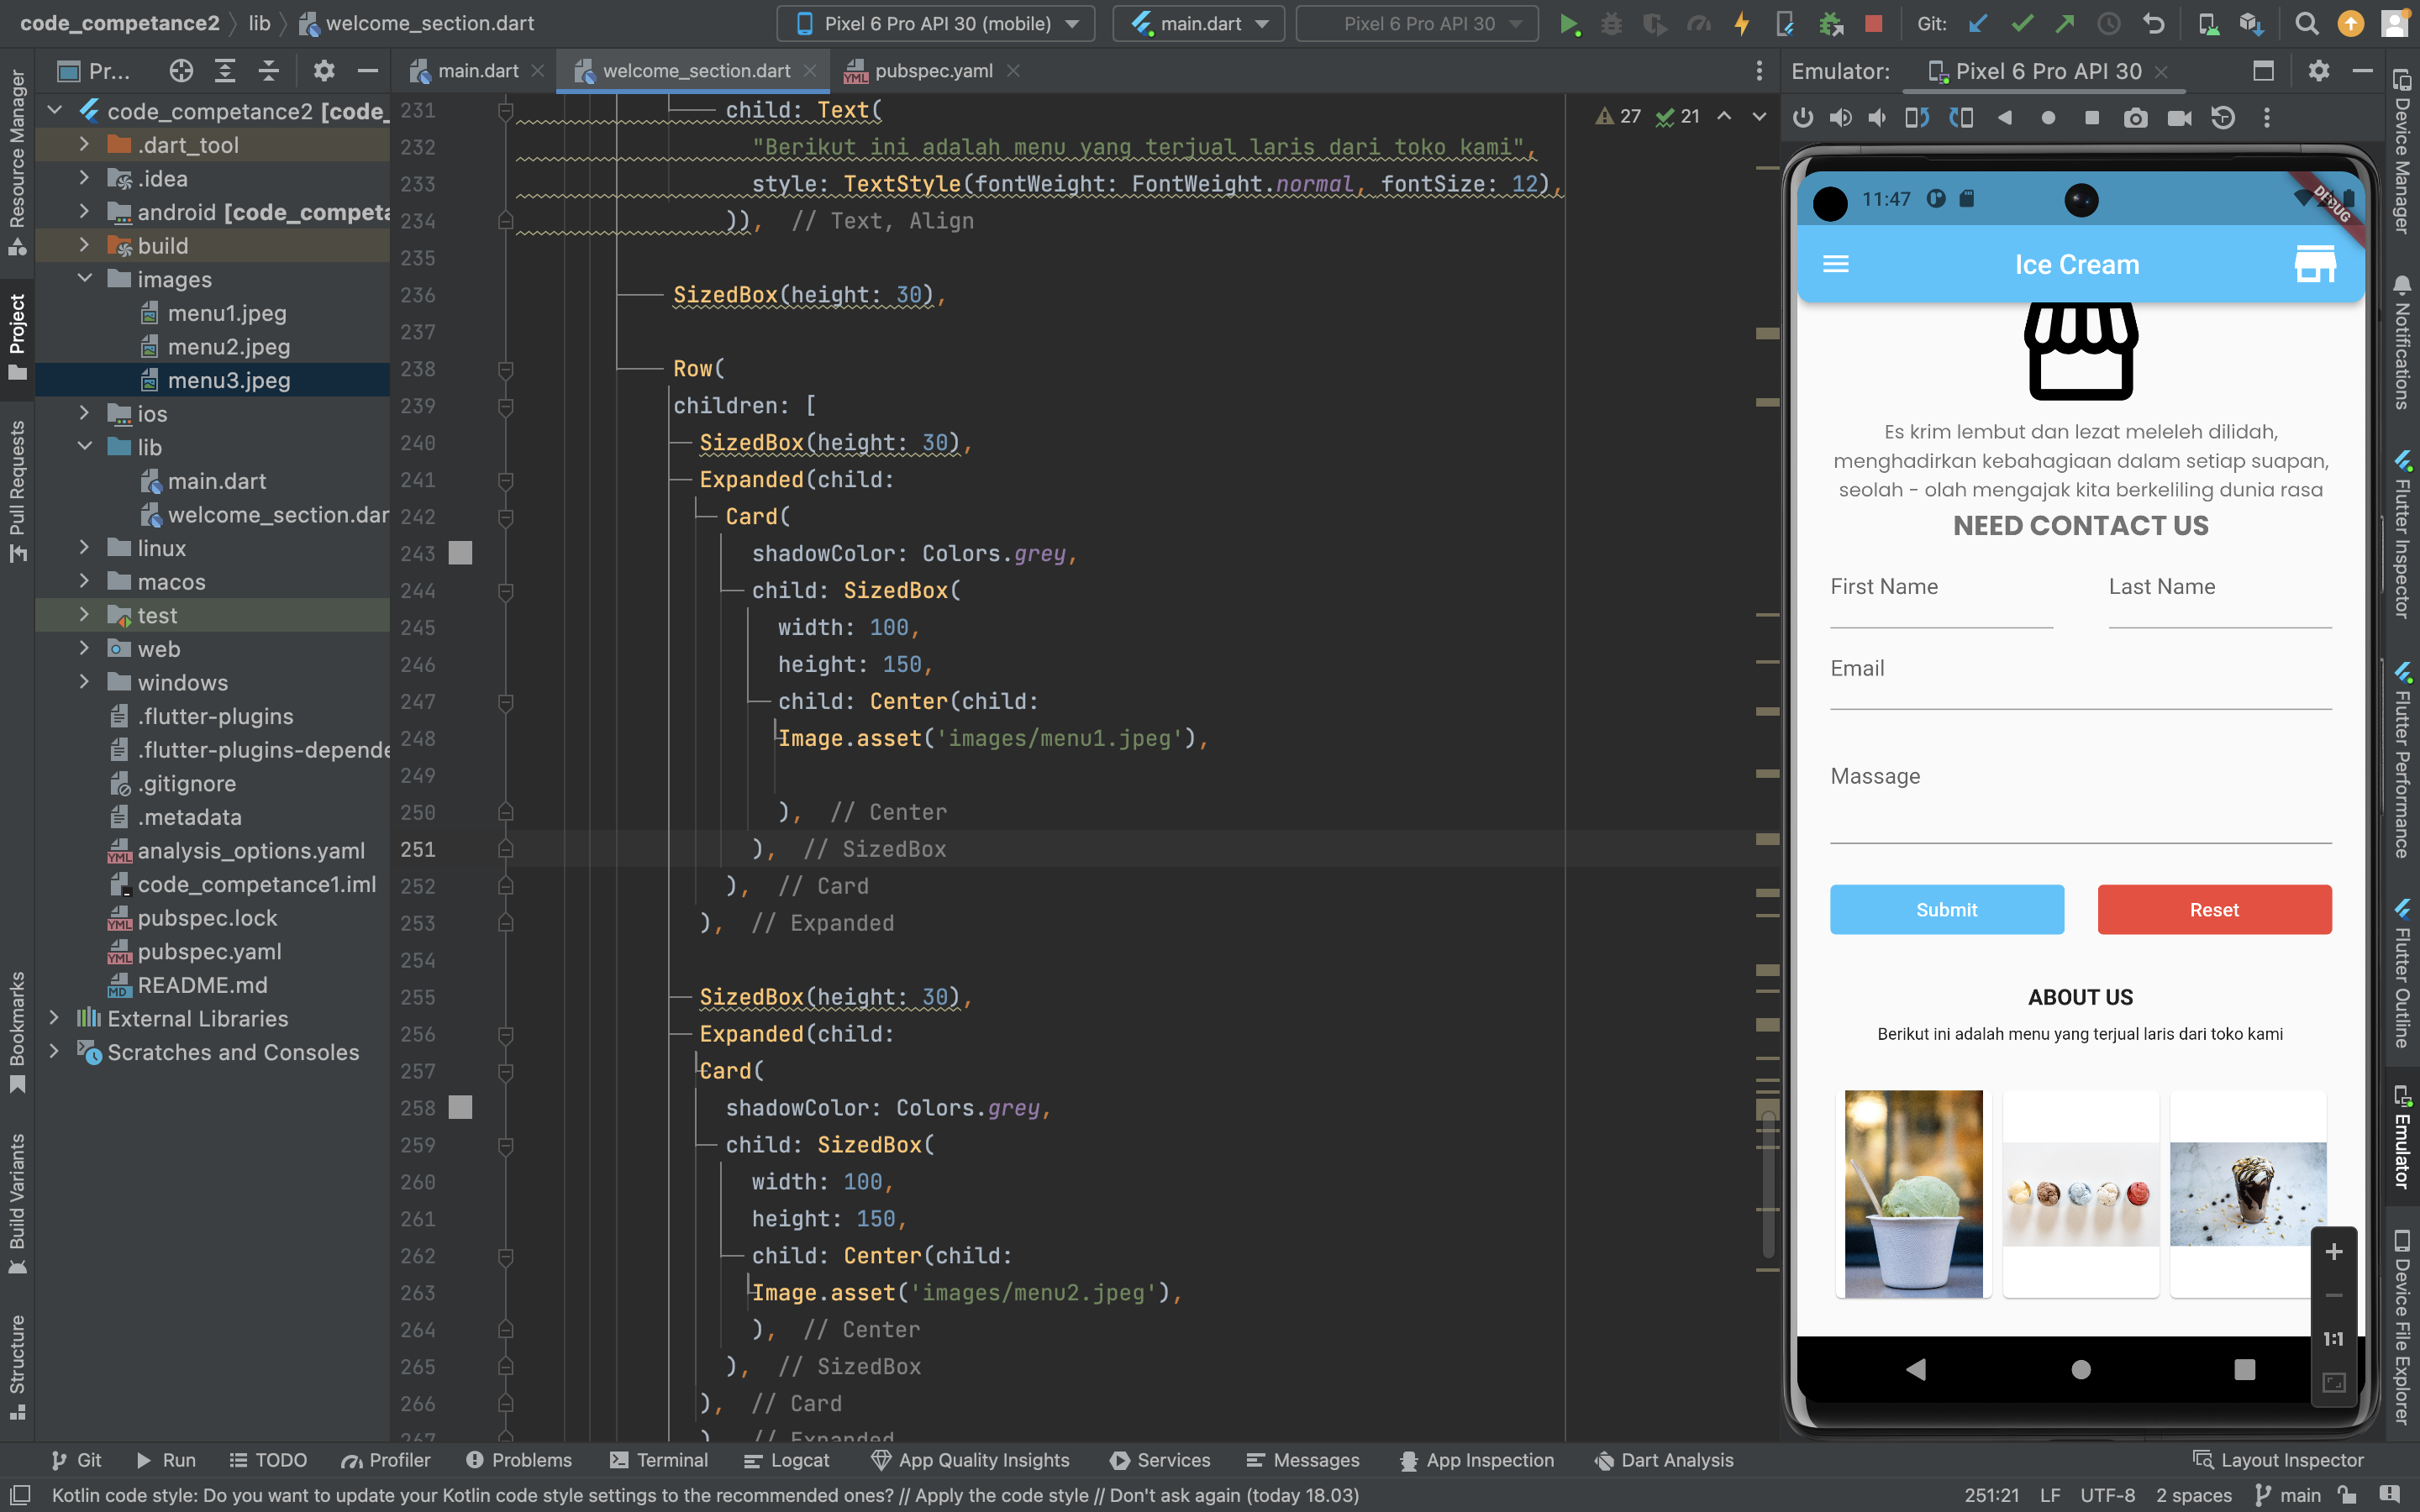 code_competance2 lib welcome_section.dart
Pixel 6 Pro API 30 (mobile) main.dart Pixel 6 Pro API 30 Git:
Pr...
main.dart welcome_section.dart pubspec.yaml
Emulator: Pixel 6 Pro API 30
Resource Manager
Project
Pull Requests
Bookmarks
Build Variants
Structure
code_competance2 [code_
.dart_tool
.idea
android [code_competa
build
images
menu1.jpeg
menu2.jpeg
menu3.jpeg
ios
lib
main.dart
welcome_section.dar
linux
macos
test
web
windows
.flutter-plugins
.flutter-plugins-depende
.gitignore
.metadata
analysis_options.yaml
code_competance1.iml
pubspec.lock
pubspec.yaml
README.md
External Libraries
Scratches and Consoles
27 21
231 child: Text(
232 "Berikut ini adalah menu yang terjual laris dari toko kami",
233 style: TextStyle(fontWeight: FontWeight.normal, fontSize: 12),
234 )), // Text, Align
235
236 SizedBox(height: 30),
237
238 Row(
239 children: [
240 SizedBox(height: 30),
241 Expanded(child:
242 Card(
243 shadowColor: Colors.grey,
244 child: SizedBox(
245 width: 100,
246 height: 150,
247 child: Center(child:
248 Image.asset('images/menu1.jpeg'),
249
250 ), // Center
251 ), // SizedBox
252 ), // Card
253 ), // Expanded
254
255 SizedBox(height: 30),
256 Expanded(child:
257 Card(
258 shadowColor: Colors.grey,
259 child: SizedBox(
260 width: 100,
261 height: 150,
262 child: Center(child:
263 Image.asset('images/menu2.jpeg'),
264 ), // Center
265 ), // SizedBox
266 ), // Card
267 ), // Expanded
11:47
DEBUG
Ice Cream
Es krim lembut dan lezat meleleh dilidah,
menghadirkan kebahagiaan dalam setiap suapan,
seolah - olah mengajak kita berkeliling dunia rasa
NEED CONTACT US
First Name Last Name
Email
Massage
Submit Reset
ABOUT US
Berikut ini adalah menu yang terjual laris dari toko kami
1:1
Device Manager
Notifications
Flutter Inspector
Flutter Performance
Flutter Outline
Emulator
Device File Explorer
Git Run TODO Profiler Problems Terminal Logcat App Quality Insights Services Messages App Inspection Dart Analysis Layout Inspector
Kotlin code style: Do you want to update your Kotlin code style settings to the recommended ones? // Apply the code style // Don't ask again (today 18.03) 251:21 LF UTF-8 2 spaces main